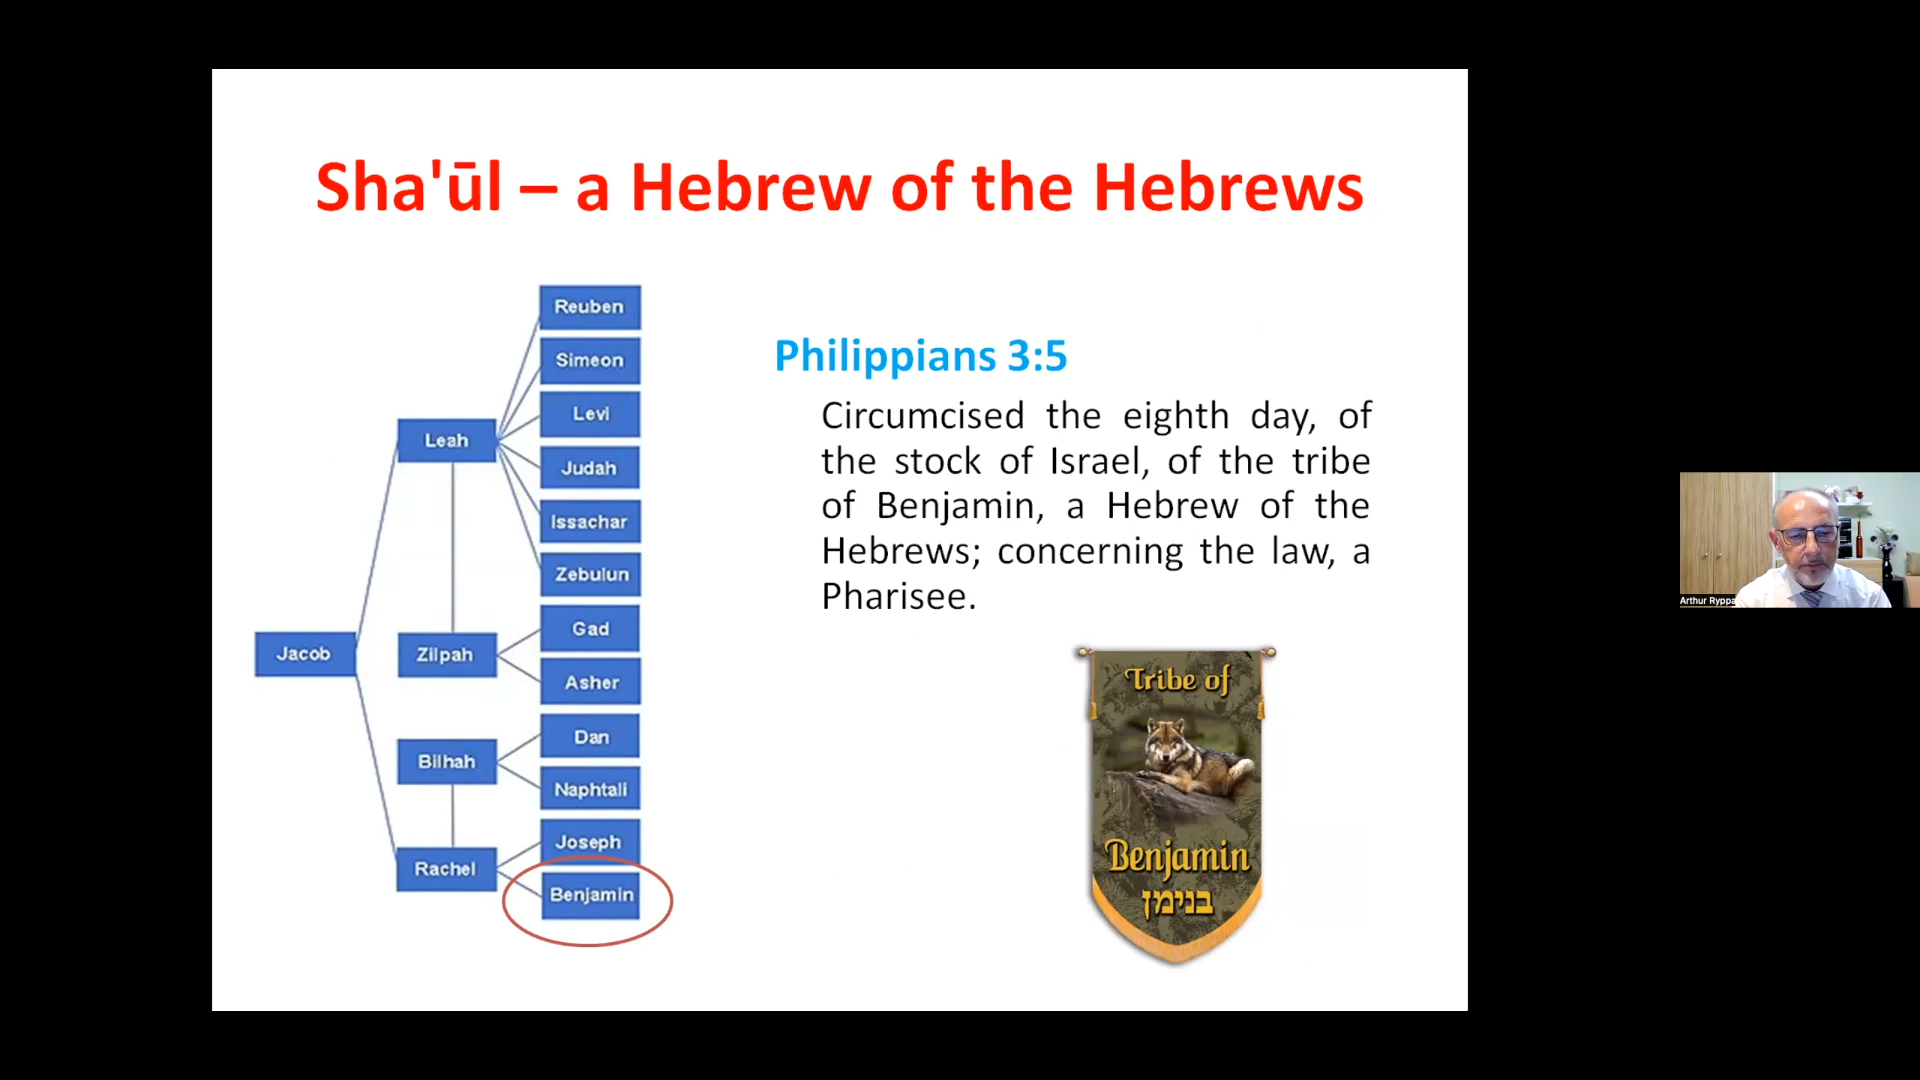 Sha'ūl – a Hebrew of the Hebrews
Reuben
Simeon
Levi
Leah
Judah
Issachar
Zebulun
Gad
Jacob
Zilpah
Asher
Dan
Bilhah
Naphtali
Joseph
Rachel
Benjamin
Philippians 3:5
Circumcised the eighth day, of
the stock of Israel, of the tribe
of Benjamin, a Hebrew of the
Hebrews; concerning the law, a
Pharisee.
Tribe of
Benjamin
בנימן
Arthur